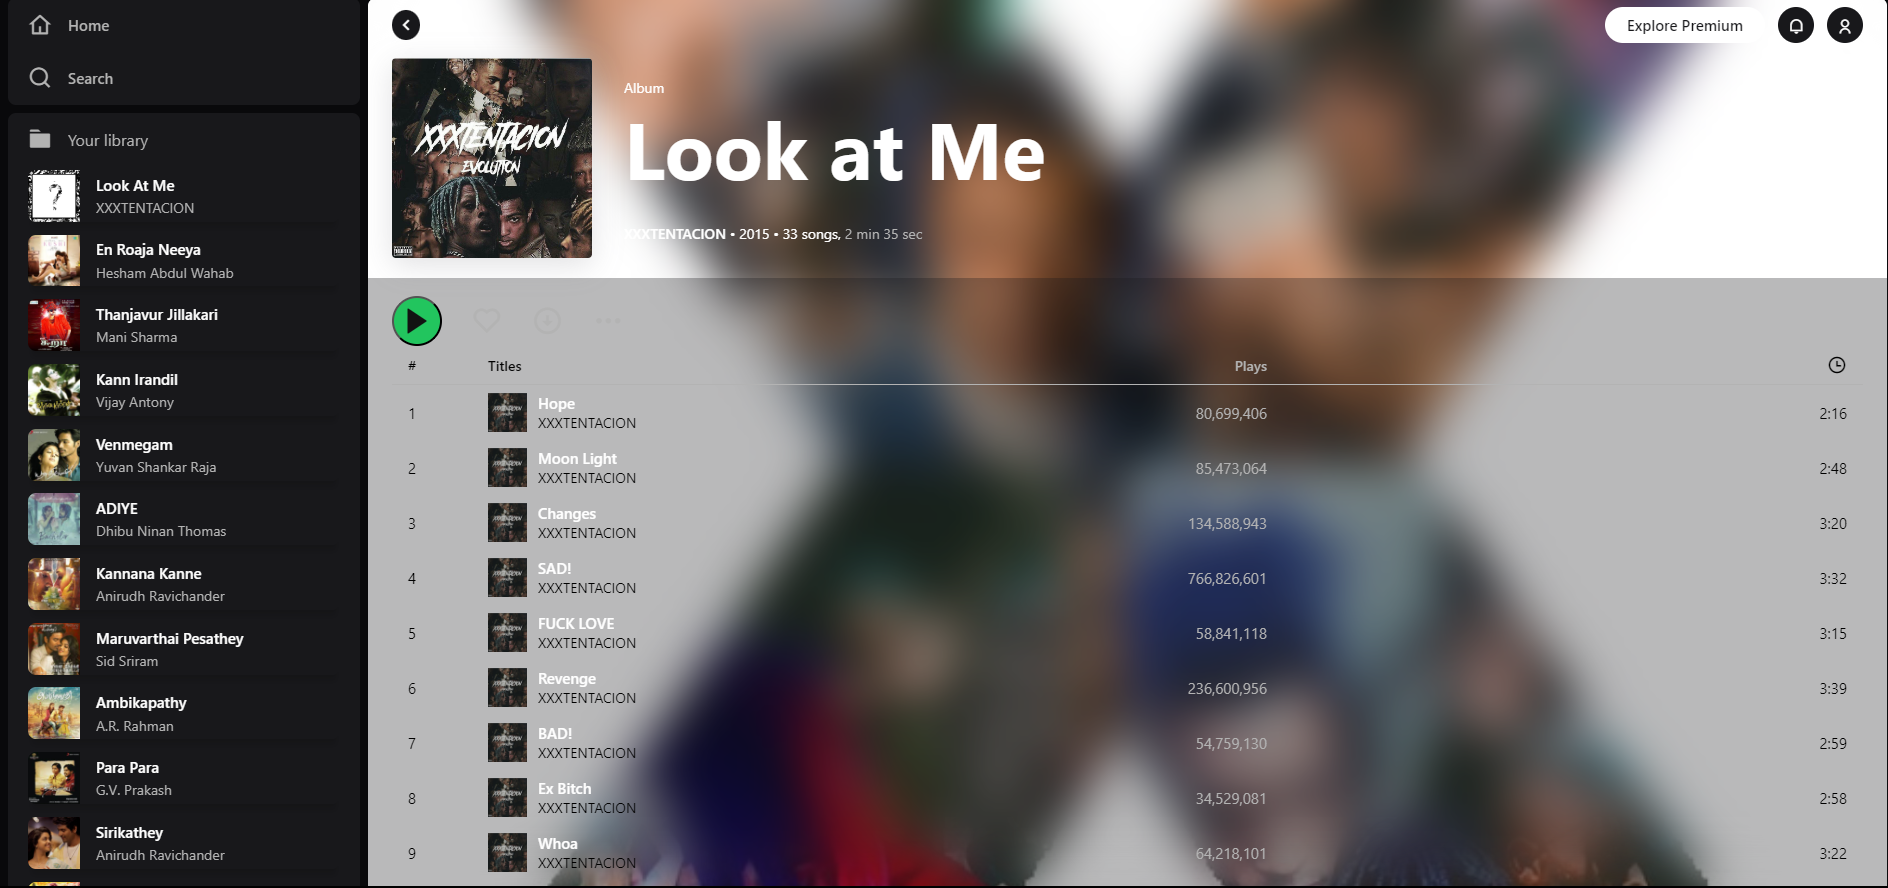 Home
Search
Your library
Look At Me
XXXTENTACION
En Roaja Neeya
Hesham Abdul Wahab
Thanjavur Jillakari
Mani Sharma
Kann Irandil
Vijay Antony
Venmegam
Yuvan Shankar Raja
ADIYE
Dhibu Ninan Thomas
Kannana Kanne
Anirudh Ravichander
Maruvarthai Pesathey
Sid Sriram
Ambikapathy
A.R. Rahman
Para Para
G.V. Prakash
Sirikathey
Anirudh Ravichander
Explore Premium
XXXTENTACION
EVOLUTION
Album
Look at Me
XXXTENTACION • 2015 • 33 songs, 2 min 35 sec
# Titles Plays
1 Hope 80,699,406 2:16
XXXTENTACION
2 Moon Light 85,473,064 2:48
XXXTENTACION
3 Changes 134,588,943 3:20
XXXTENTACION
4 SAD! 766,826,601 3:32
XXXTENTACION
5 FUCK LOVE 58,841,118 3:15
XXXTENTACION
6 Revenge 236,600,956 3:39
XXXTENTACION
7 BAD! 54,759,130 2:59
XXXTENTACION
8 Ex Bitch 34,529,081 2:58
XXXTENTACION
9 Whoa 64,218,101 3:22
XXXTENTACION